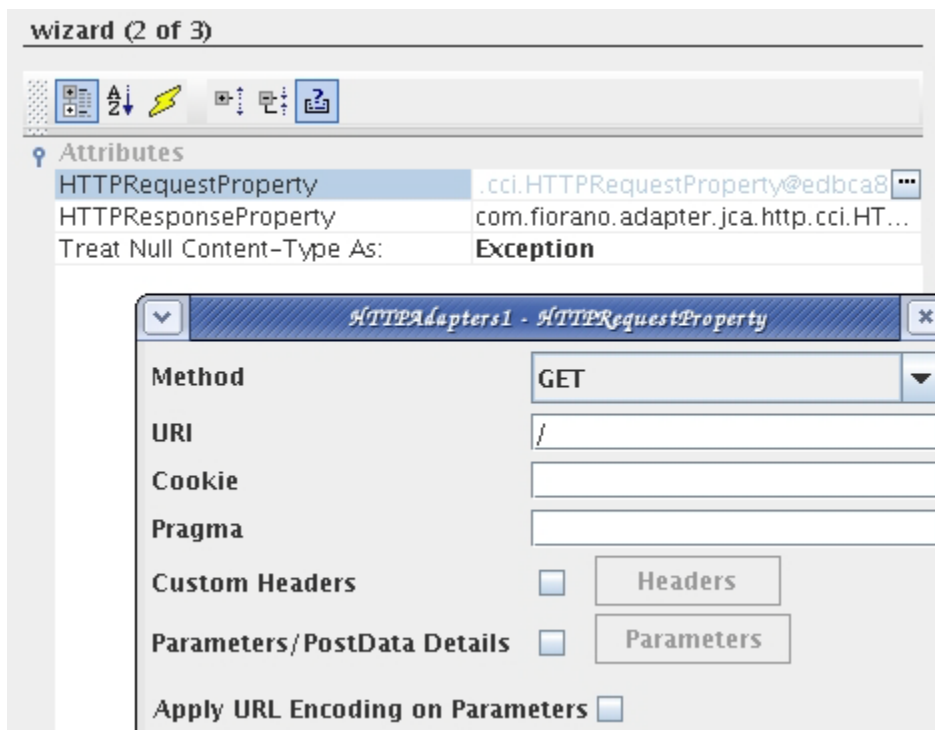 wizard (2 of 3)
A
Z
Attributes
HTTPRequestProperty .cci.HTTPRequestProperty@edbca8 ...
HTTPResponseProperty com.fiorano.adapter.jca.http.cci.HT...
Treat Null Content-Type As: Exception
HTTPAdapters1 - HTTPRequestProperty
Method GET
URI /
Cookie
Pragma
Custom Headers Headers
Parameters/PostData Details Parameters
Apply URL Encoding on Parameters